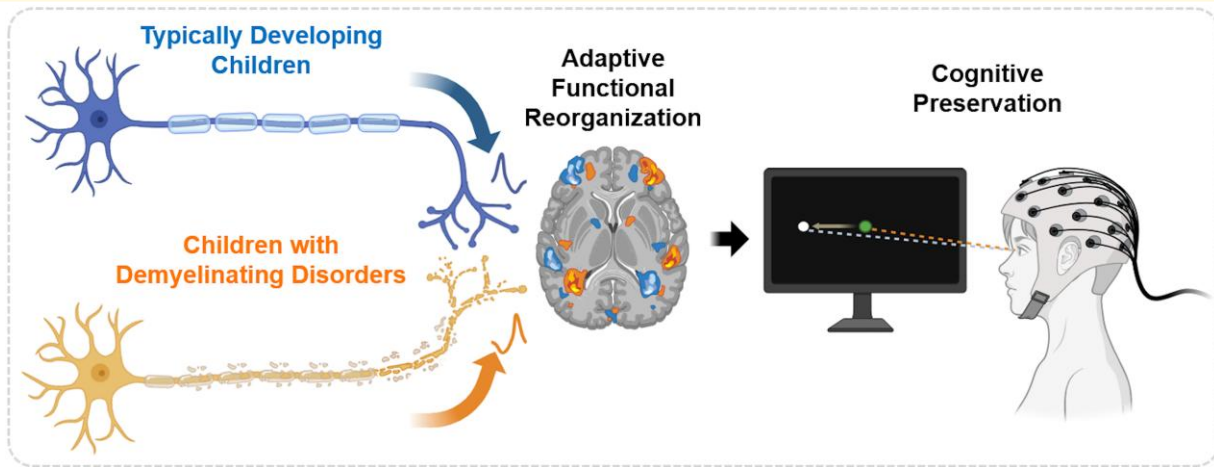 Typically Developing
Children
Adaptive
Functional
Reorganization
Cognitive
Preservation
Children with
Demyelinating Disorders